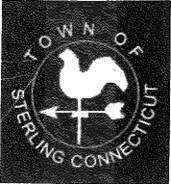 TOWN OF
STERLING CONNECTICUT